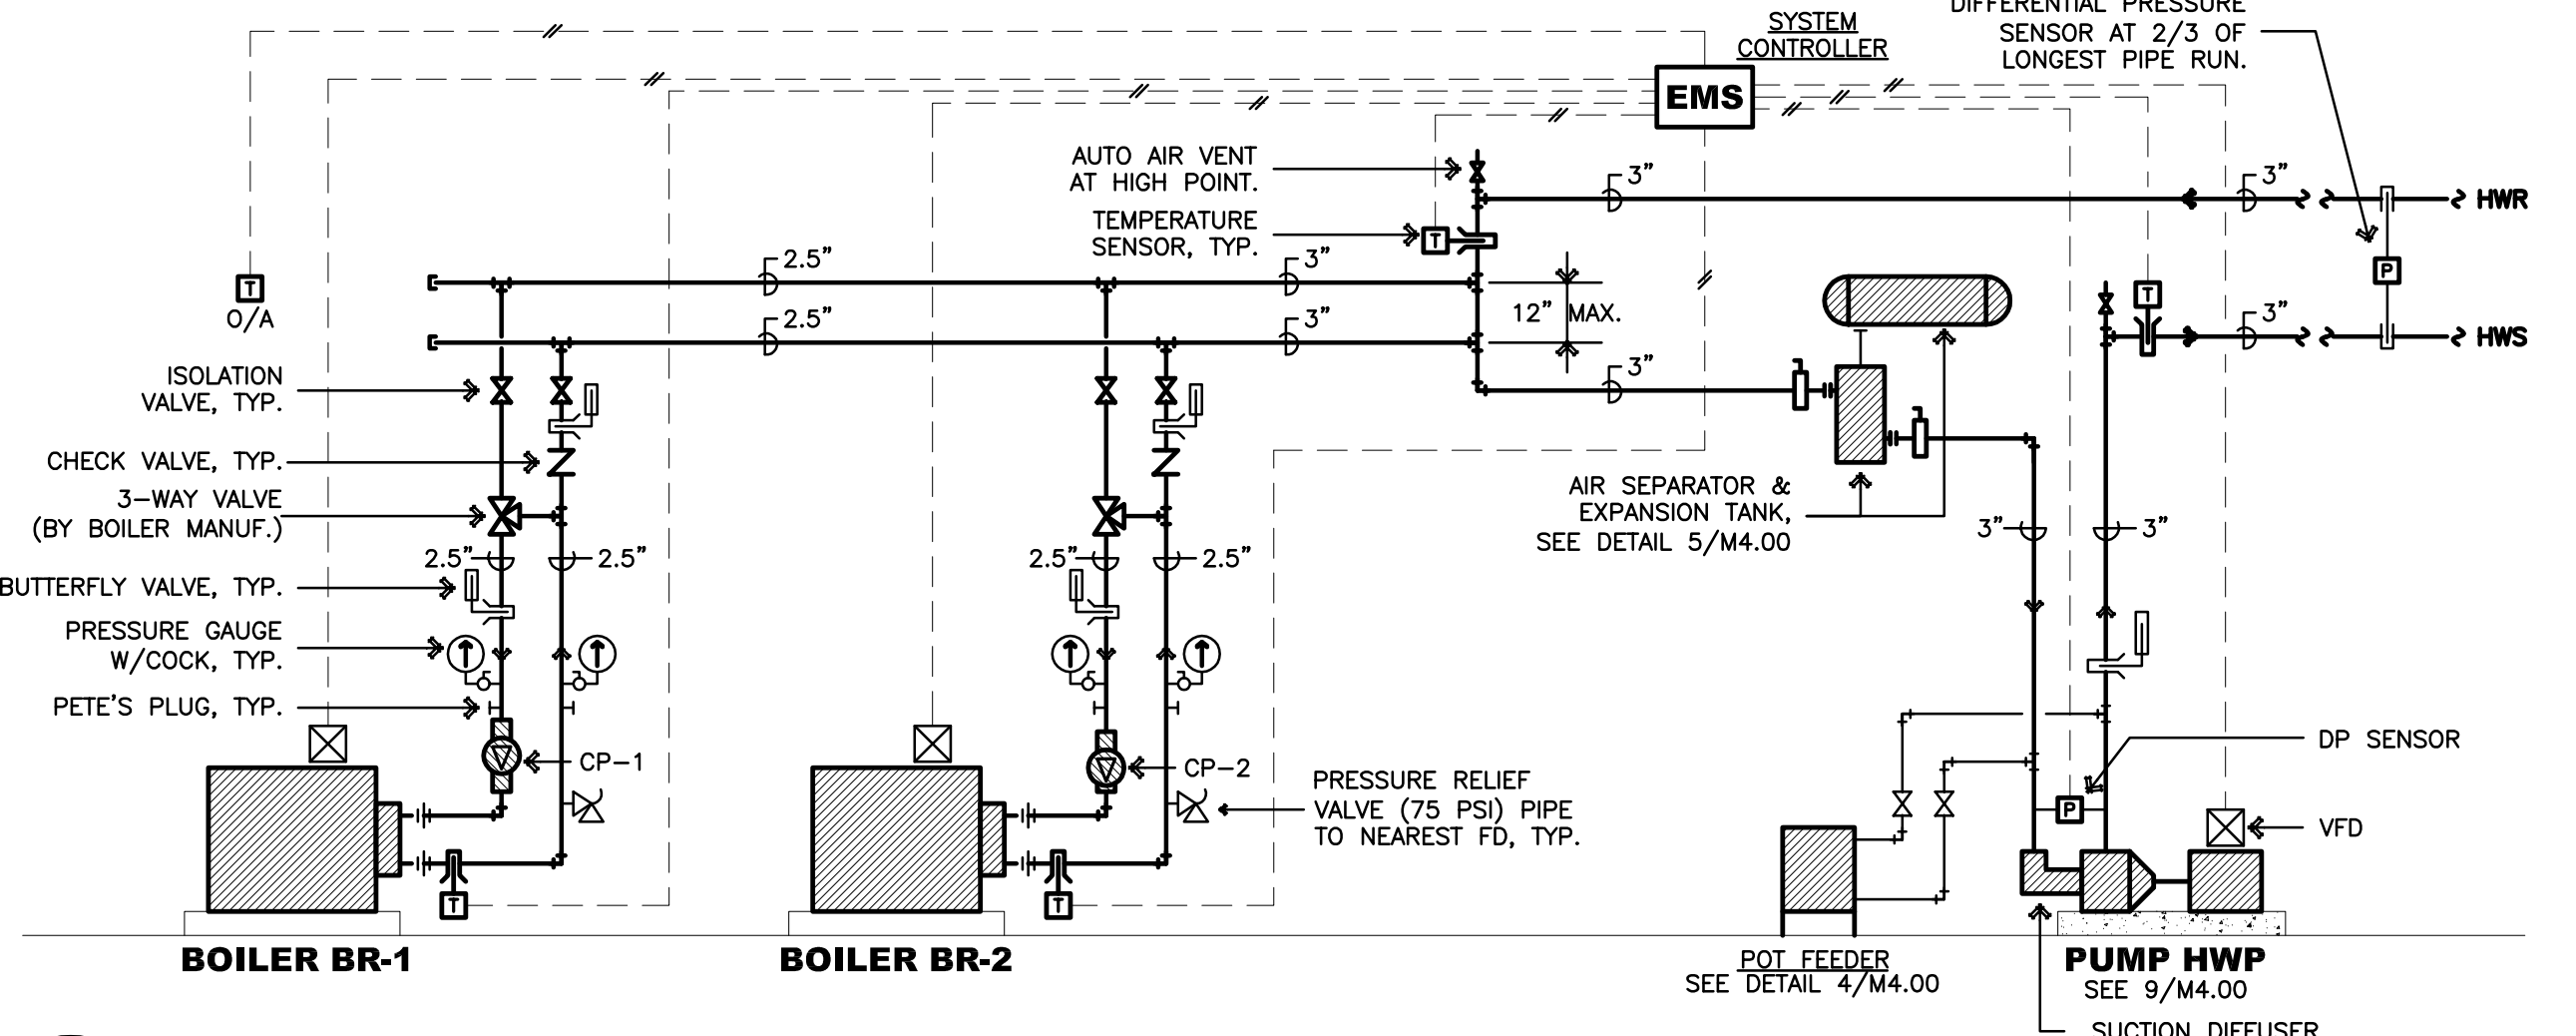 DIFFERENTIAL PRESSURE
SENSOR AT 2/3 OF
LONGEST PIPE RUN.
SYSTEM
CONTROLLER
EMS
AUTO AIR VENT
AT HIGH POINT.
3”
3”
HWR
TEMPERATURE
SENSOR, TYP.
T
2.5”
3”
P
T
O/A
T
2.5”
3”
12” MAX.
3”
HWS
ISOLATION
VALVE, TYP.
3”
CHECK VALVE, TYP.
3-WAY VALVE
(BY BOILER MANUF.)
AIR SEPARATOR &
EXPANSION TANK,
SEE DETAIL 5/M4.00
3”
3”
2.5”
2.5”
2.5”
2.5”
BUTTERFLY VALVE, TYP.
PRESSURE GAUGE
W/COCK, TYP.
PETE'S PLUG, TYP.
CP-1
CP-2
DP SENSOR
PRESSURE RELIEF
VALVE (75 PSI) PIPE
TO NEAREST FD, TYP.
P
VFD
T
T
BOILER BR-1
BOILER BR-2
POT FEEDER
SEE DETAIL 4/M4.00
PUMP HWP
SEE 9/M4.00
SUCTION DIFFUSER